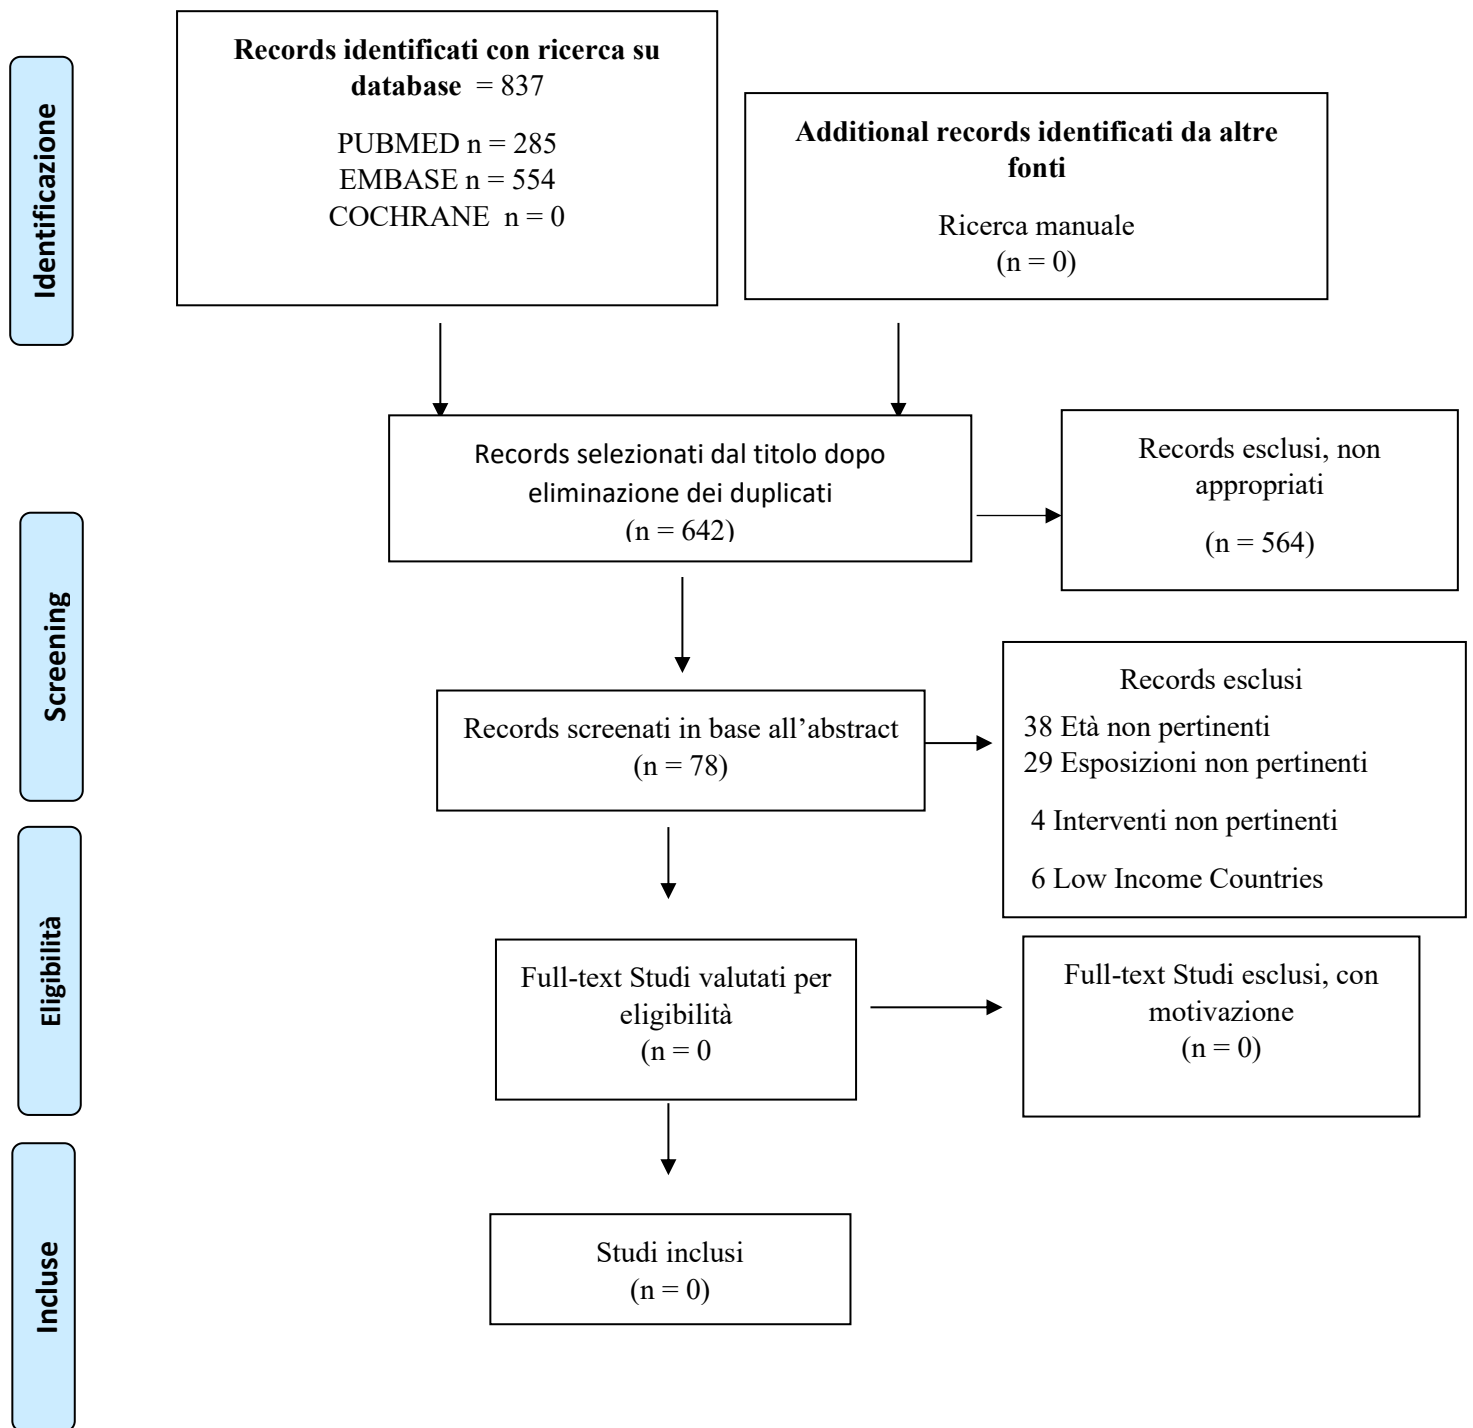 Identificazione
Records identificati con ricerca su
database = 837
PUBMED n = 285
EMBASE n = 554
COCHRANE n = 0
Additional records identificati da altre
fonti
Ricerca manuale
(n = 0)
Records selezionati dal titolo dopo
eliminazione dei duplicati
(n = 642)
Records esclusi, non
appropriati
(n = 564)
Screening
Records screenati in base all’abstract
(n = 78)
Records esclusi
38 Età non pertinenti
29 Esposizioni non pertinenti
4 Interventi non pertinenti
6 Low Income Countries
Eligibilità
Full-text Studi valutati per
eligibilità
(n = 0
Full-text Studi esclusi, con
motivazione
(n = 0)
Incluse
Studi inclusi
(n = 0)